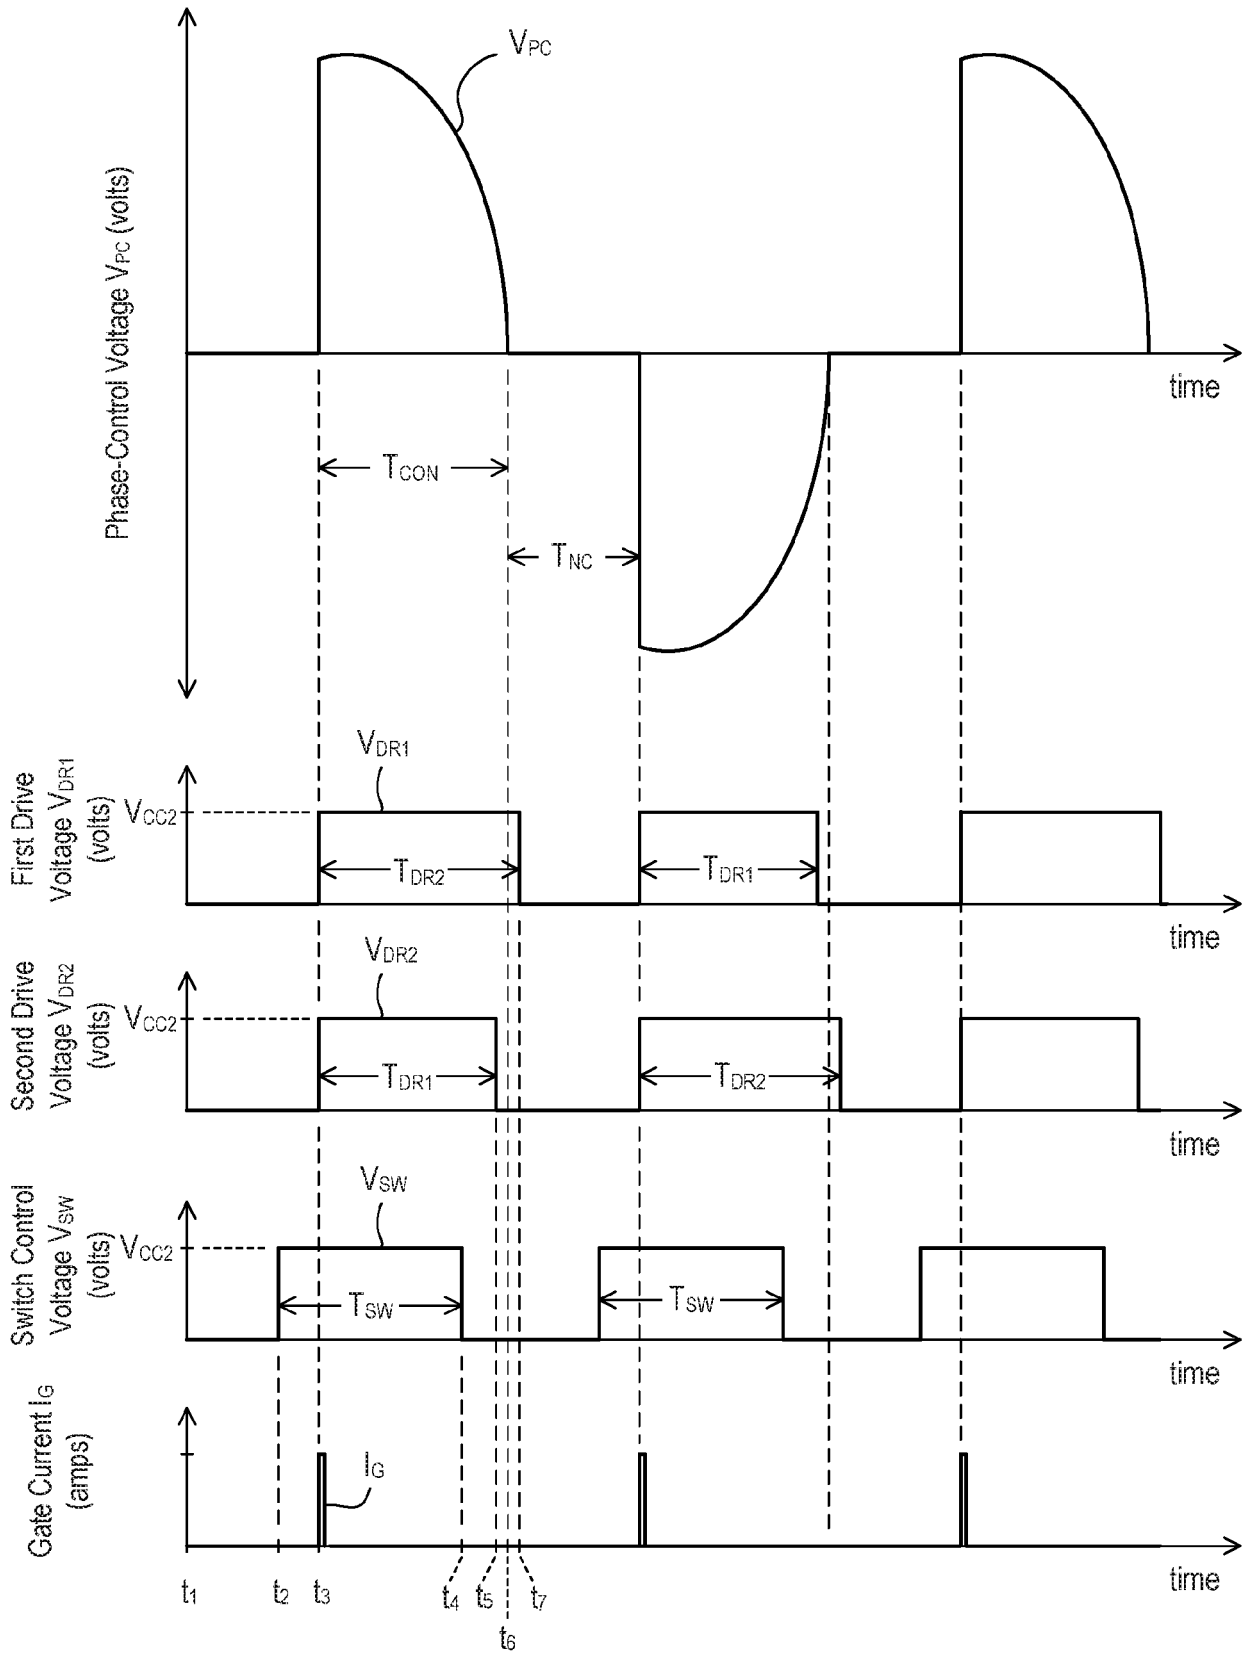 Phase-Control Voltage VPC (volts)
VPC
time
TCON
TNC
First Drive
Voltage VDR1
(volts)
VCC2
VDR1
TDR2
TDR1
time
Second Drive
Voltage VDR2
(volts)
VCC2
VDR2
TDR1
TDR2
time
Switch Control
Voltage VSW
(volts)
VCC2
VSW
TSW
TSW
time
Gate Current IG
(amps)
IG
time
t1
t2
t3
t4
t5
t6
t7